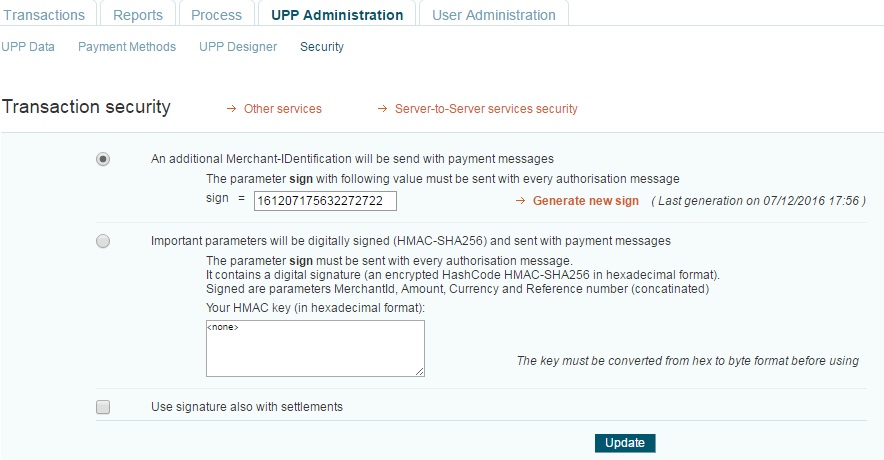 Transactions Reports Process UPP Administration User Administration
UPP Data Payment Methods UPP Designer Security
Transaction security → Other services → Server-to-Server services security
An additional Merchant-IDentification will be send with payment messages
The parameter sign with following value must be sent with every authorisation message
sign = 161207175632272722 → Generate new sign ( Last generation on 07/12/2016 17:56 )
Important parameters will be digitally signed (HMAC-SHA256) and sent with payment messages
The parameter sign must be sent with every authorisation message.
It contains a digital signature (an encrypted HashCode HMAC-SHA256 in hexadecimal format).
Signed are parameters MerchantId, Amount, Currency and Reference number (concatinated)
Your HMAC key (in hexadecimal format):
<none>
The key must be converted from hex to byte format before using
Use signature also with settlements
Update